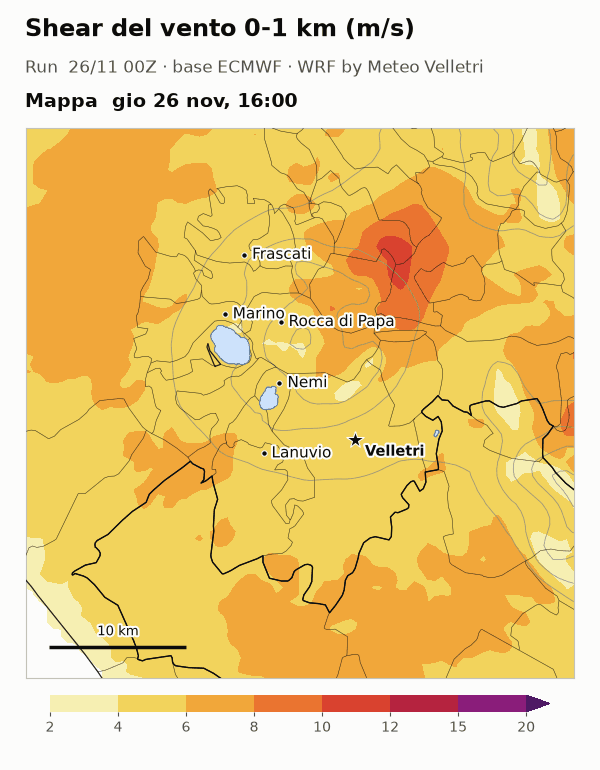 Shear del vento 0-1 km (m/s)
Run  26/11 00Z · base ECMWF · WRF by Meteo Velletri
Mappa  gio 26 nov, 16:00
Frascati
Marino
Rocca di Papa
Nemi
Velletri
Lanuvio
10 km
2 4 6 8 10 12 15 20